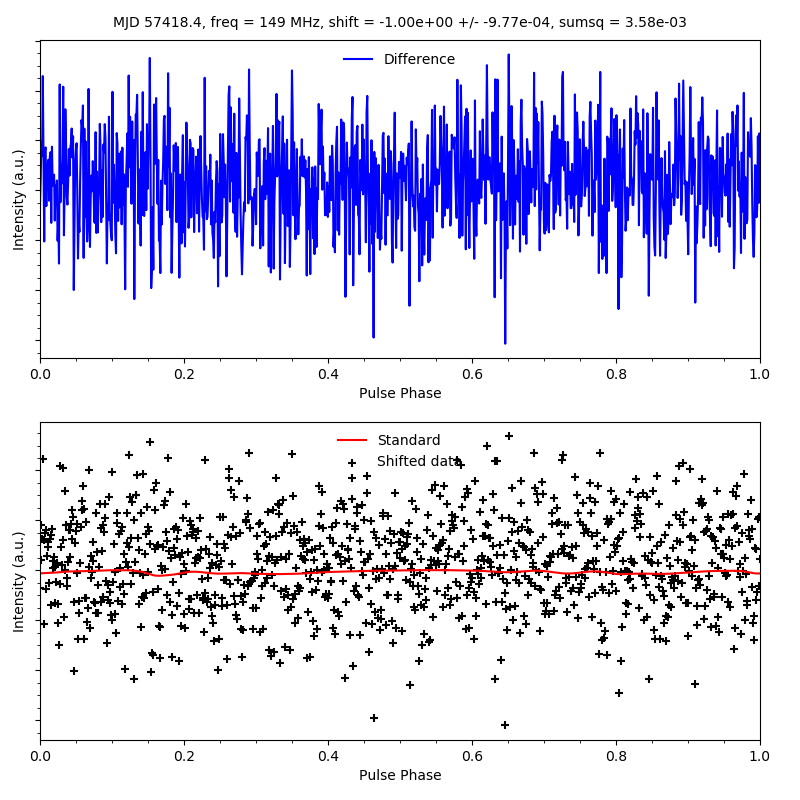 MJD 57418.4, freq = 149 MHz, shift = -1.00e+00 +/- -9.77e-04, sumsq = 3.58e-03
Difference
Intensity (a.u.)
0.0 0.2 0.4 0.6 0.8 1.0
Pulse Phase
Standard
Shifted data
Intensity (a.u.)
0.0 0.2 0.4 0.6 0.8 1.0
Pulse Phase